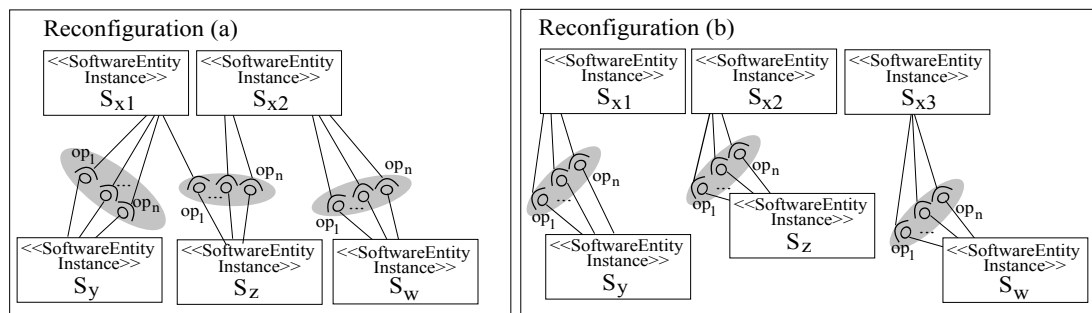 Reconfiguration (a)
<<SoftwareEntity
Instance>>
Sx1
<<SoftwareEntity
Instance>>
Sx2
op1
...
opn
op1
...
opn
op1
...
opn
<<SoftwareEntity
Instance>>
Sy
<<SoftwareEntity
Instance>>
Sz
<<SoftwareEntity
Instance>>
Sw
Reconfiguration (b)
<<SoftwareEntity
Instance>>
Sx1
<<SoftwareEntity
Instance>>
Sx2
<<SoftwareEntity
Instance>>
Sx3
opn
op1
...
opn
op1
...
opn
op1
...
<<SoftwareEntity
Instance>>
Sy
<<SoftwareEntity
Instance>>
Sz
<<SoftwareEntity
Instance>>
Sw